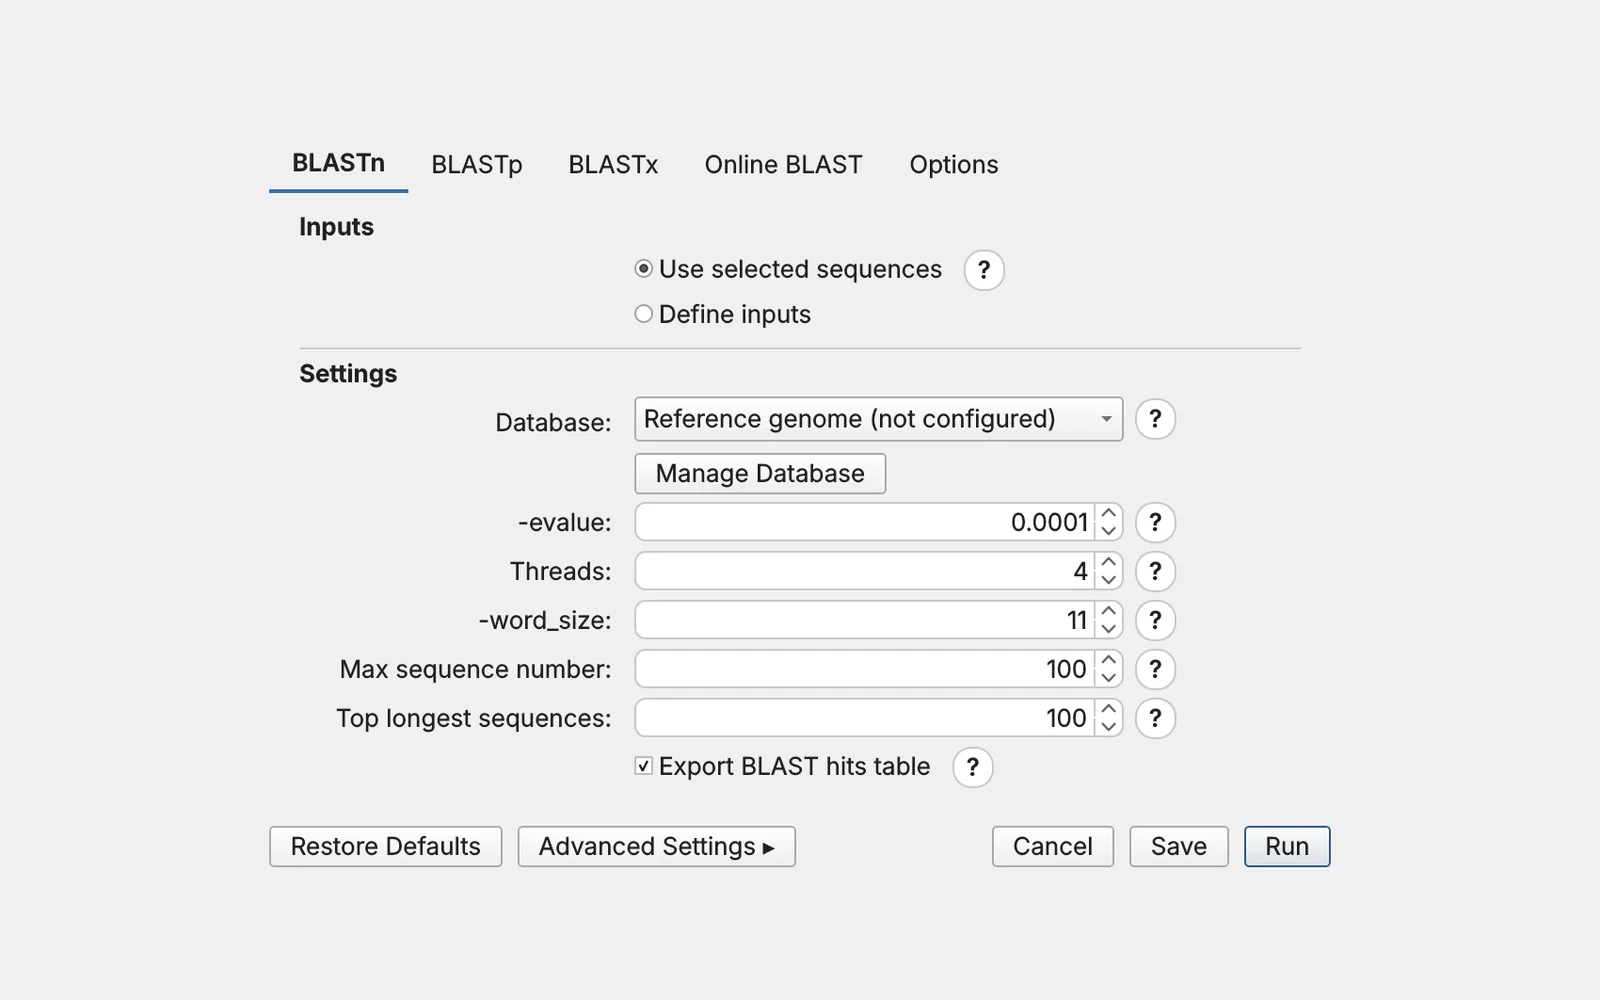 BLASTn BLASTp BLASTx Online BLAST Options
Inputs
Use selected sequences ?
Define inputs
Settings
Database: Reference genome (not configured) ?
Manage Database
-evalue: 0.0001 ?
Threads: 4 ?
-word_size: 11 ?
Max sequence number: 100 ?
Top longest sequences: 100 ?
Export BLAST hits table ?
Restore Defaults Advanced Settings ▸ Cancel Save Run